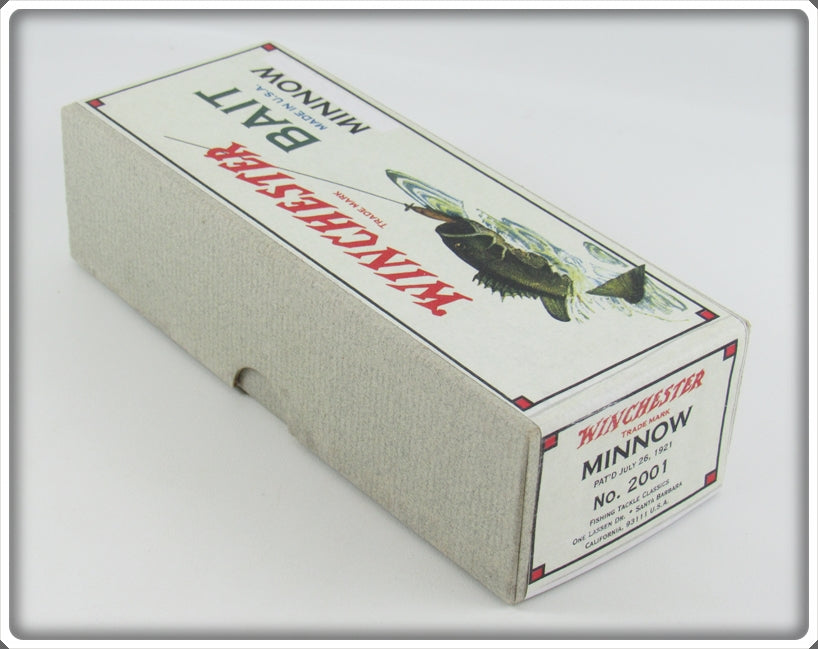 WINCHESTER
TRADE MARK
BAIT
MADE IN U.S.A.
MINNOW
WINCHESTER
TRADE MARK
MINNOW
PAT'D JULY 26, 1921
No. 2001
FISHING TACKLE CLASSICS
ONE LASSEN DR. • SANTA BARBARA
CALIFORNIA, 93111 U.S.A.